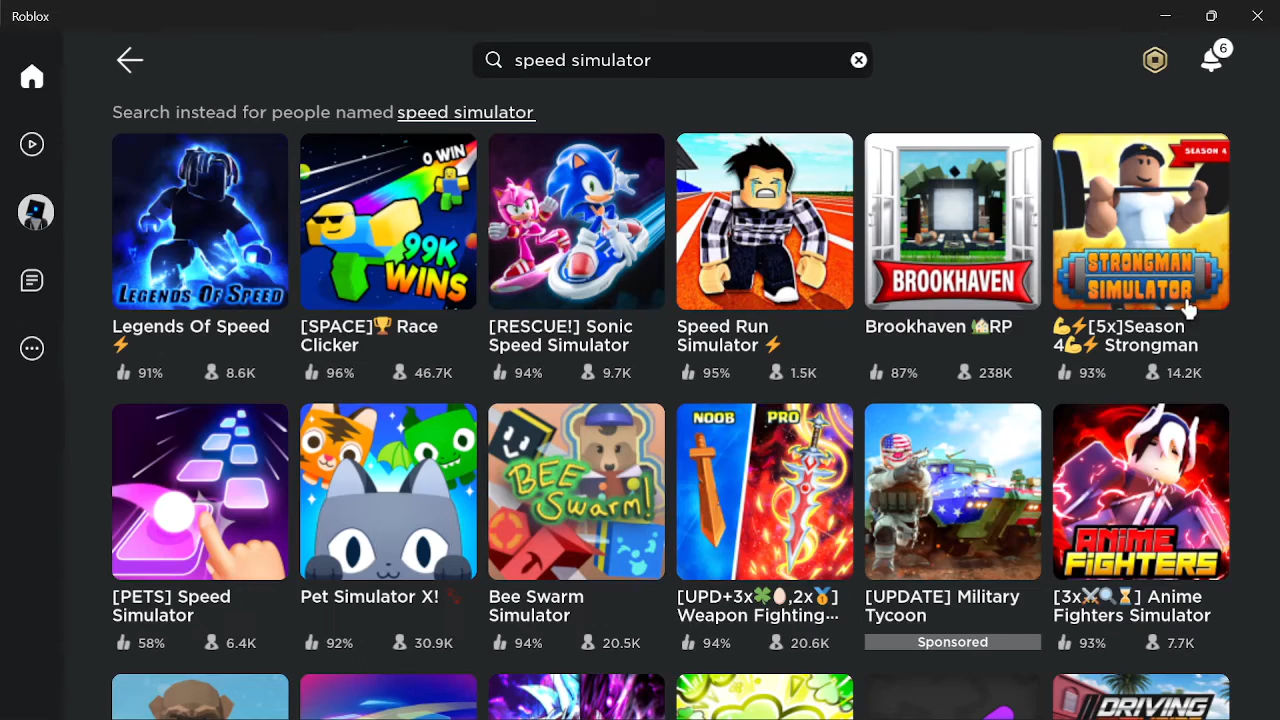 Roblox
speed simulator
6
Search instead for people named speed simulator
LEGENDS OF SPEED
0 WIN
99K
WINS
BROOKHAVEN
SEASON 4
STRONGMAN
SIMULATOR
Legends Of Speed
⚡
[SPACE]🏆 Race
Clicker
[RESCUE!] Sonic
Speed Simulator
Speed Run
Simulator ⚡
Brookhaven 🏡RP
💪⚡[5x]Season
4💪⚡ Strongman
91% 8.6K
96% 46.7K
94% 9.7K
95% 1.5K
87% 238K
93% 14.2K
BEE
SWARM!
NOOB PRO
ANIME
FIGHTERS
[PETS] Speed
Simulator
Pet Simulator X! 🐾
Bee Swarm
Simulator
[UPD+3x🍀🥚,2x🥇]
Weapon Fighting...
[UPDATE] Military
Tycoon
[3x⚔️🔍⏳] Anime
Fighters Simulator
58% 6.4K
92% 30.9K
94% 20.5K
94% 20.6K
Sponsored
93% 7.7K
DRIVING